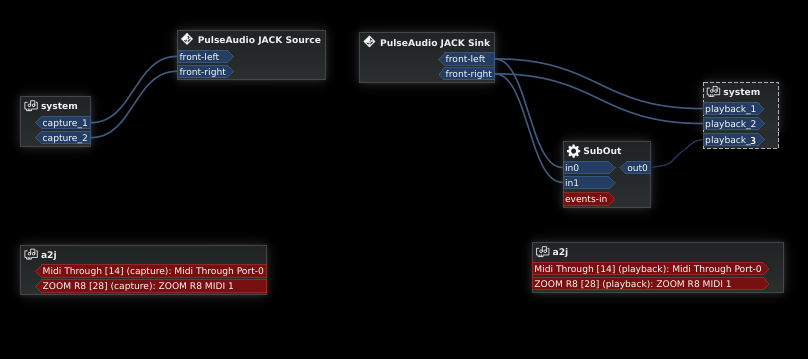 PulseAudio JACK Source
front-left
front-right
PulseAudio JACK Sink
front-left
front-right
system
capture_1
capture_2
system
playback_1
playback_2
playback_3
SubOut
in0
out0
in1
events-in
a2j
Midi Through [14] (capture): Midi Through Port-0
ZOOM R8 [28] (capture): ZOOM R8 MIDI 1
a2j
Midi Through [14] (playback): Midi Through Port-0
ZOOM R8 [28] (playback): ZOOM R8 MIDI 1